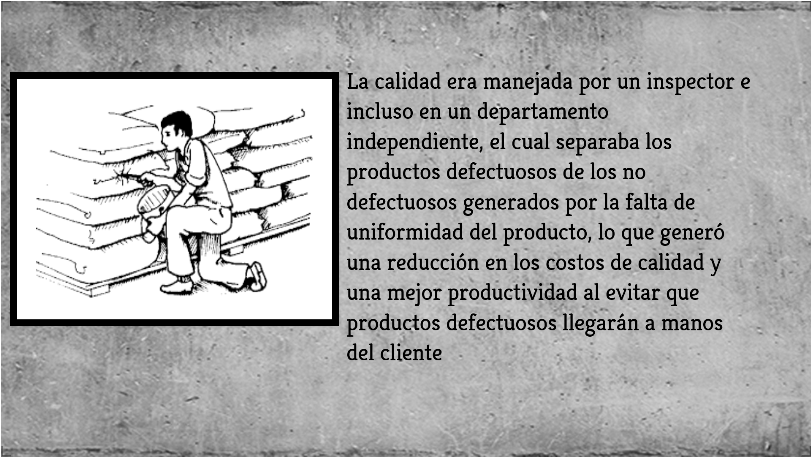 La calidad era manejada por un inspector e
incluso en un departamento
independiente, el cual separaba los
productos defectuosos de los no
defectuosos generados por la falta de
uniformidad del producto, lo que generó
una reducción en los costos de calidad y
una mejor productividad al evitar que
productos defectuosos llegarán a manos
del cliente